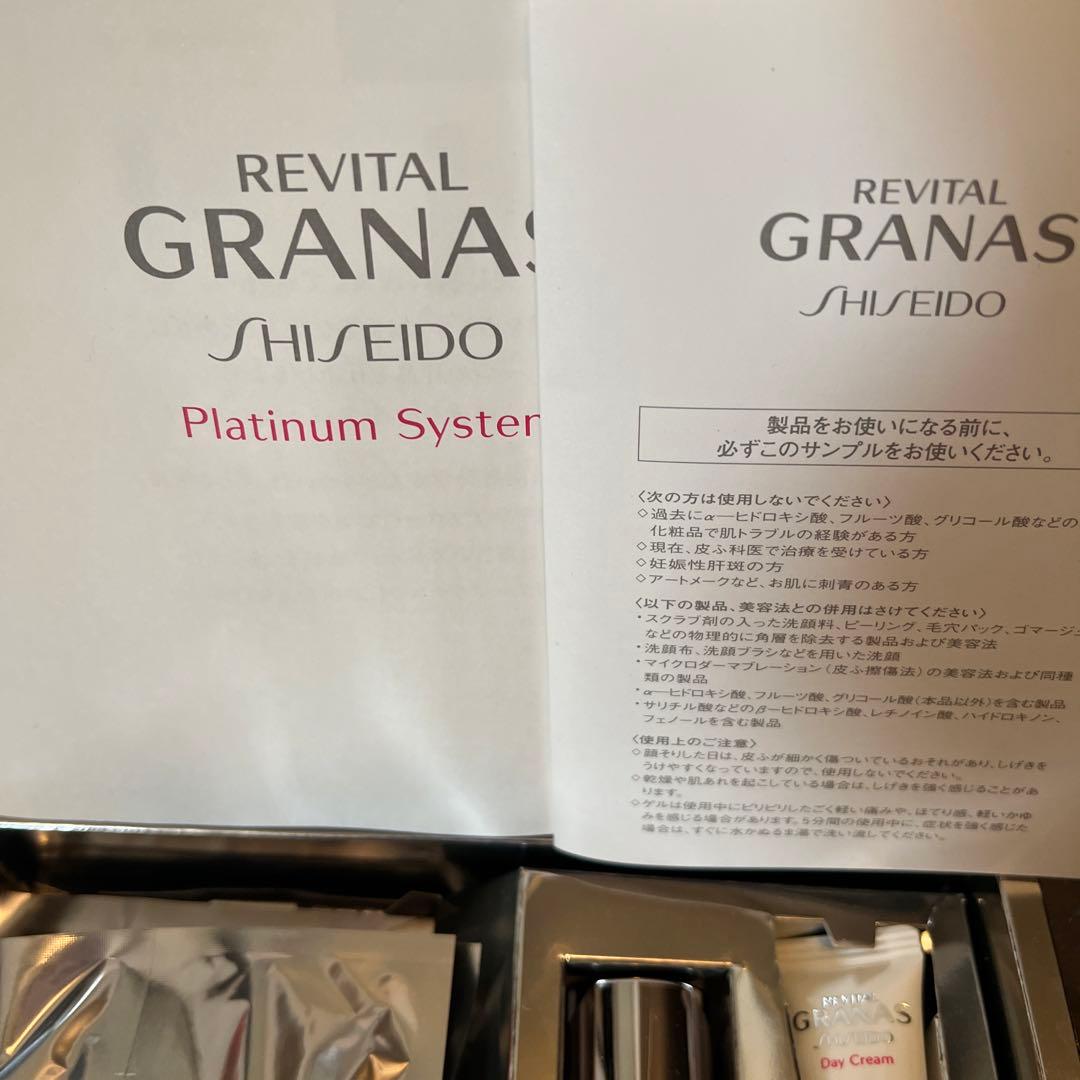 REVITAL
GRANAS
SHISEIDO
Platinum System
REVITAL
GRANAS
SHISEIDO
製品をお使いになる前に、
必ずこのサンプルをお使いください。
〈次の方は使用しないでください〉
◇過去にα―ヒドロキシ酸、フルーツ酸、グリコール酸などの
化粧品で肌トラブルの経験がある方
◇現在、皮ふ科医で治療を受けている方
◇妊娠性肝斑の方
◇アートメークなど、お肌に刺青のある方
〈以下の製品、美容法との併用はさけてください〉
・スクラブ剤の入った洗顔料、ピーリング、毛穴パック、ゴマージュ
などの物理的に角層を除去する製品および美容法
・洗顔布、洗顔ブラシなどを用いた洗顔
・マイクロダーマブレーション（皮ふ擦傷法）の美容法および同種
類の製品
・α―ヒドロキシ酸、フルーツ酸、グリコール酸（本品以外）を含む製品
・サリチル酸などのβ―ヒドロキシ酸、レチノイン酸、ハイドロキノン、
フェノールを含む製品
〈使用上のご注意〉
◇顔そりした日は、皮ふが細かく傷ついているおそれがあり、しげきを
うけやすくなっていますので、使用しないでください。
◇乾燥や肌あれを起こしている場合は、しげきを強く感じることがあ
ります。
◇ゲルは使用中にピリピリしたごく軽い痛みや、ほてり感、軽いかゆ
みを感じる場合があります。5分間の使用中に、症状を強く感じた
場合は、すぐに水かぬるま湯で洗い流してください。
REVITAL
GRANAS
SHISEIDO
Day Cream